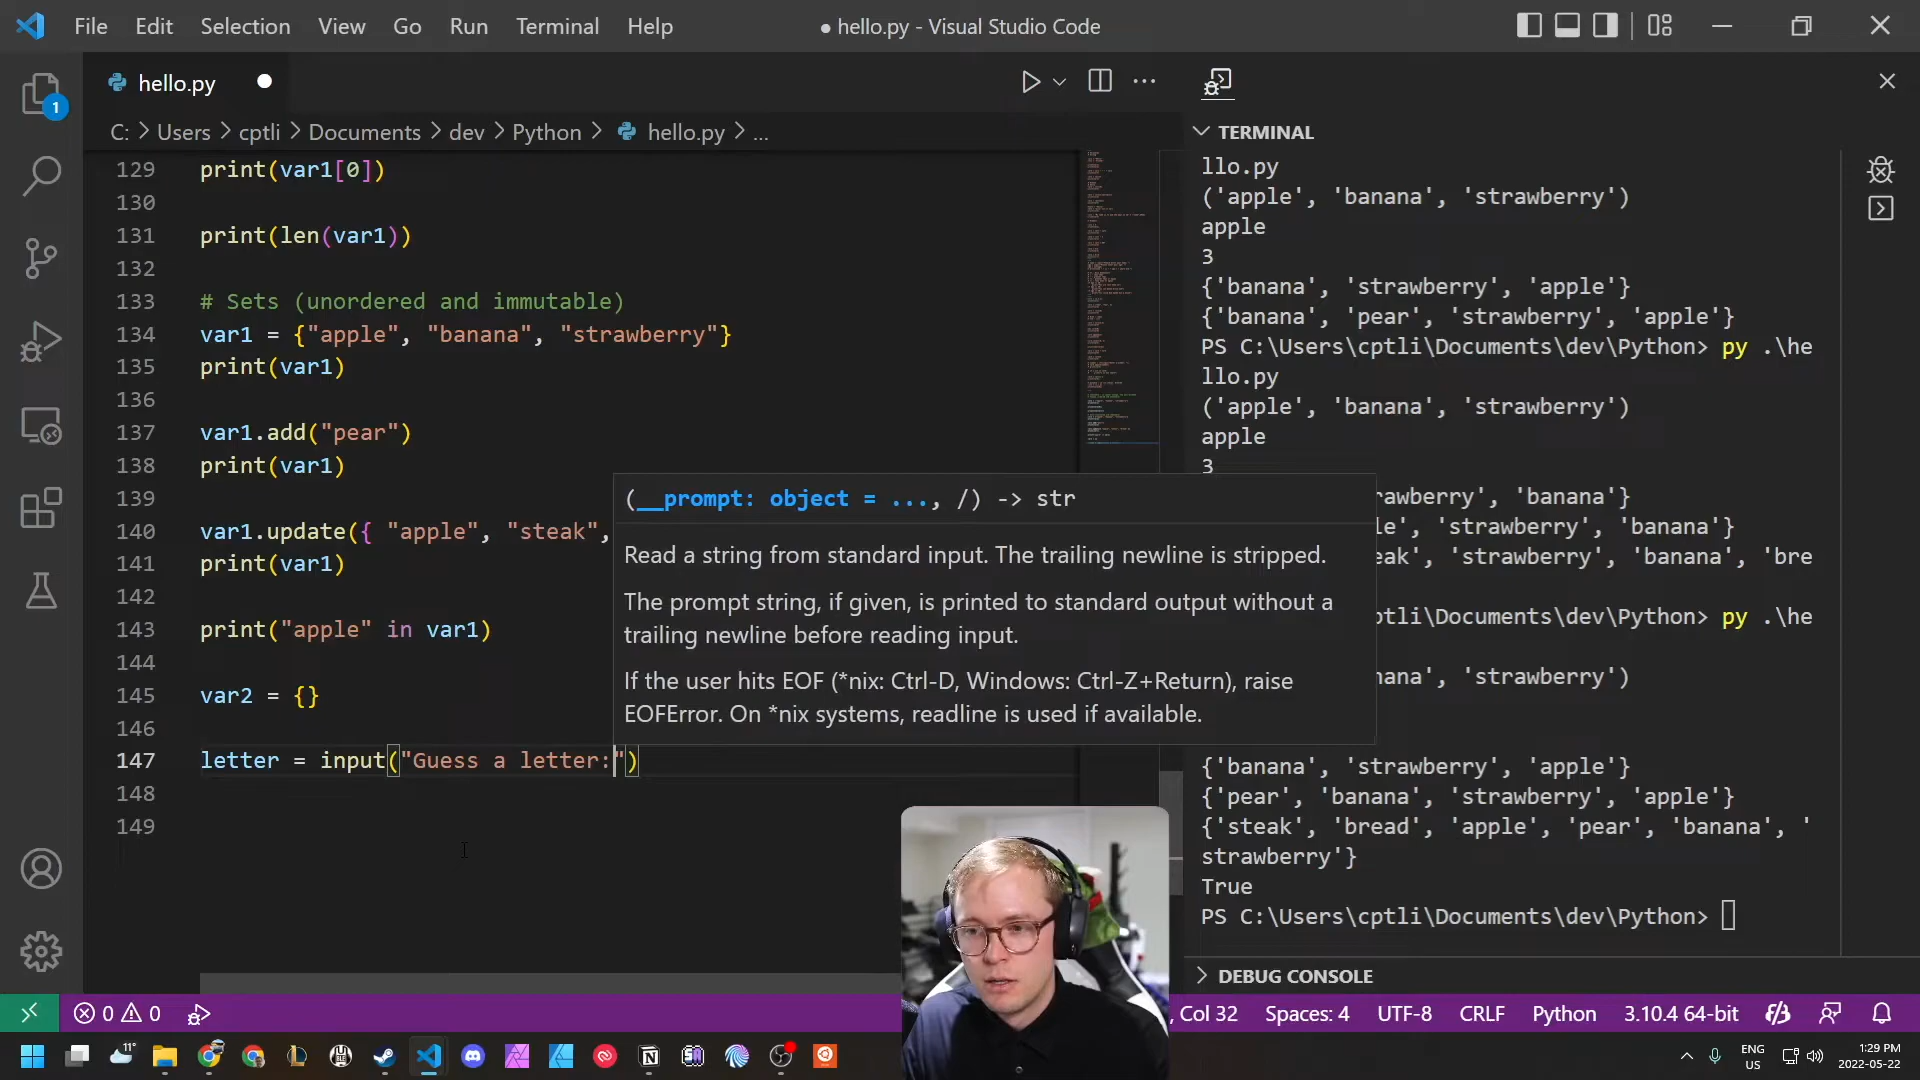 File Edit Selection View Go Run Terminal Help
● hello.py - Visual Studio Code
hello.py
C: > Users > cptli > Documents > dev > Python > hello.py > ...
1
129 print(var1[0])
130
131 print(len(var1))
132
133 # Sets (unordered and immutable)
134 var1 = {"apple", "banana", "strawberry"}
135 print(var1)
136
137 var1.add("pear")
138 print(var1)
139
140 var1.update({ "apple", "steak",
141 print(var1)
142
143 print("apple" in var1)
144
145 var2 = {}
146
147 letter = input("Guess a letter:")
148
149
(__prompt: object = ..., /) -> str
Read a string from standard input. The trailing newline is stripped.
The prompt string, if given, is printed to standard output without a
trailing newline before reading input.
If the user hits EOF (*nix: Ctrl-D, Windows: Ctrl-Z+Return), raise
EOFError. On *nix systems, readline is used if available.
TERMINAL
llo.py
('apple', 'banana', 'strawberry')
apple
3
{'banana', 'strawberry', 'apple'}
{'banana', 'pear', 'strawberry', 'apple'}
PS C:\Users\cptli\Documents\dev\Python> py .\he
llo.py
('apple', 'banana', 'strawberry')
apple
3
rawberry', 'banana'}
le', 'strawberry', 'banana'}
eak', 'strawberry', 'banana', 'bre
ptli\Documents\dev\Python> py .\he
nana', 'strawberry')
{'banana', 'strawberry', 'apple'}
{'pear', 'banana', 'strawberry', 'apple'}
{'steak', 'bread', 'apple', 'pear', 'banana', '
strawberry'}
True
PS C:\Users\cptli\Documents\dev\Python>
DEBUG CONSOLE
0 0
, Col 32 Spaces: 4 UTF-8 CRLF Python 3.10.4 64-bit
11°
ENG
US
1:29 PM
2022-05-22